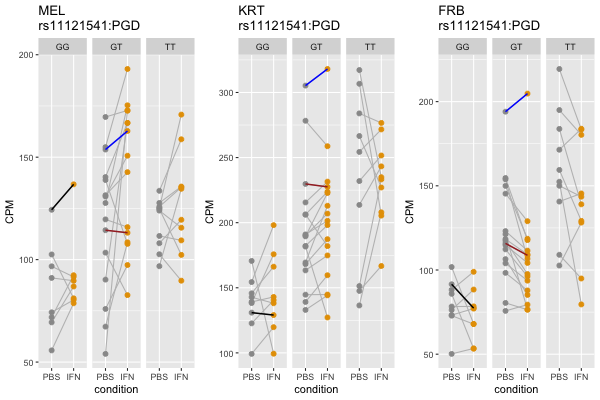 MEL
rs11121541:PGD
GG GT TT
200
150
100
50
CPM
PBS IFN PBS IFN PBS IFN
condition
KRT
rs11121541:PGD
GG GT TT
300
250
200
150
100
CPM
PBS IFN PBS IFN PBS IFN
condition
FRB
rs11121541:PGD
GG GT TT
200
150
100
50
CPM
PBS IFN PBS IFN PBS IFN
condition